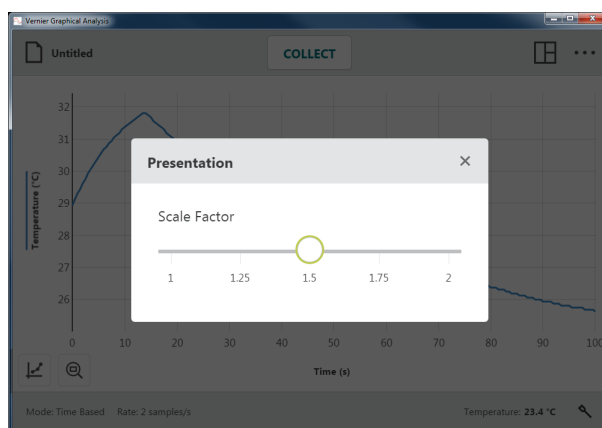 Vernier Graphical Analysis
Untitled
COLLECT
Presentation
Scale Factor
1 1.25 1.5 1.75 2
Temperature (°C)
32
31
30
29
28
27
26
0 10 20 30 40 50 60 70 80 90 100
Time (s)
Mode: Time Based Rate: 2 samples/s Temperature: 23.4 °C